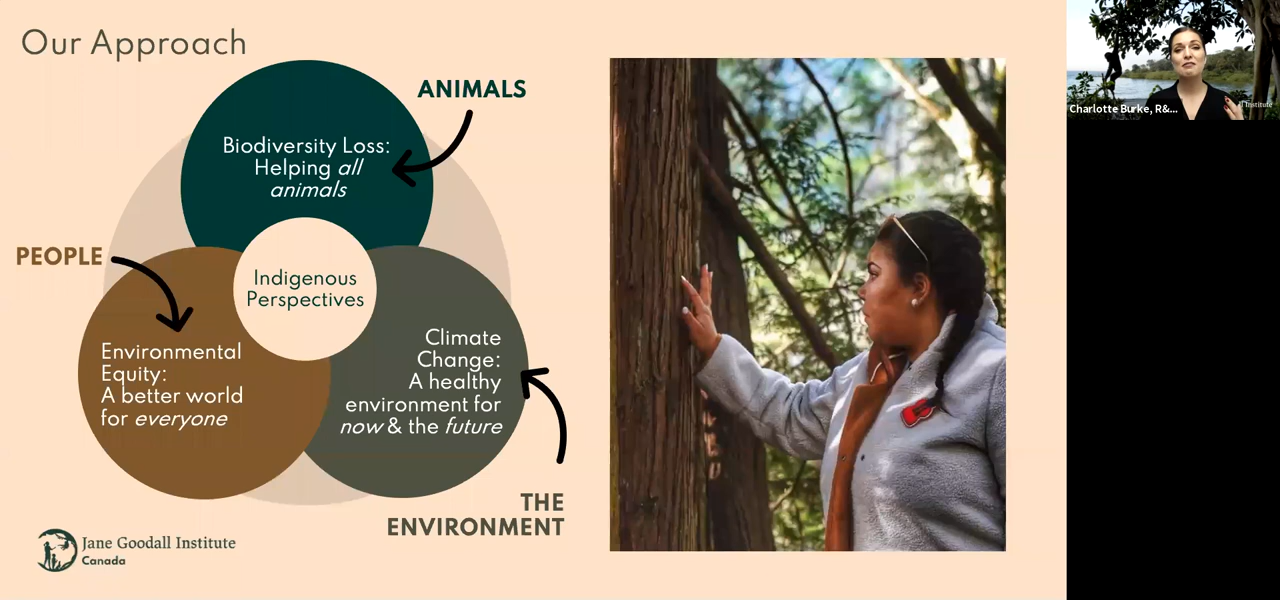 Our Approach
ANIMALS
Biodiversity Loss:
Helping all
animals
PEOPLE
Indigenous
Perspectives
Environmental
Equity:
A better world
for everyone
Climate
Change:
A healthy
environment for
now & the future
THE
ENVIRONMENT
Jane Goodall Institute
Canada
Charlotte Burke, R&...
Institute